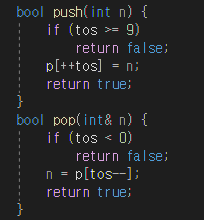 bool push(int n) {
    if (tos >= 9)
        return false;
    p[++tos] = n;
    return true;
}
bool pop(int& n) {
    if (tos < 0)
        return false;
    n = p[tos--];
    return true;
}